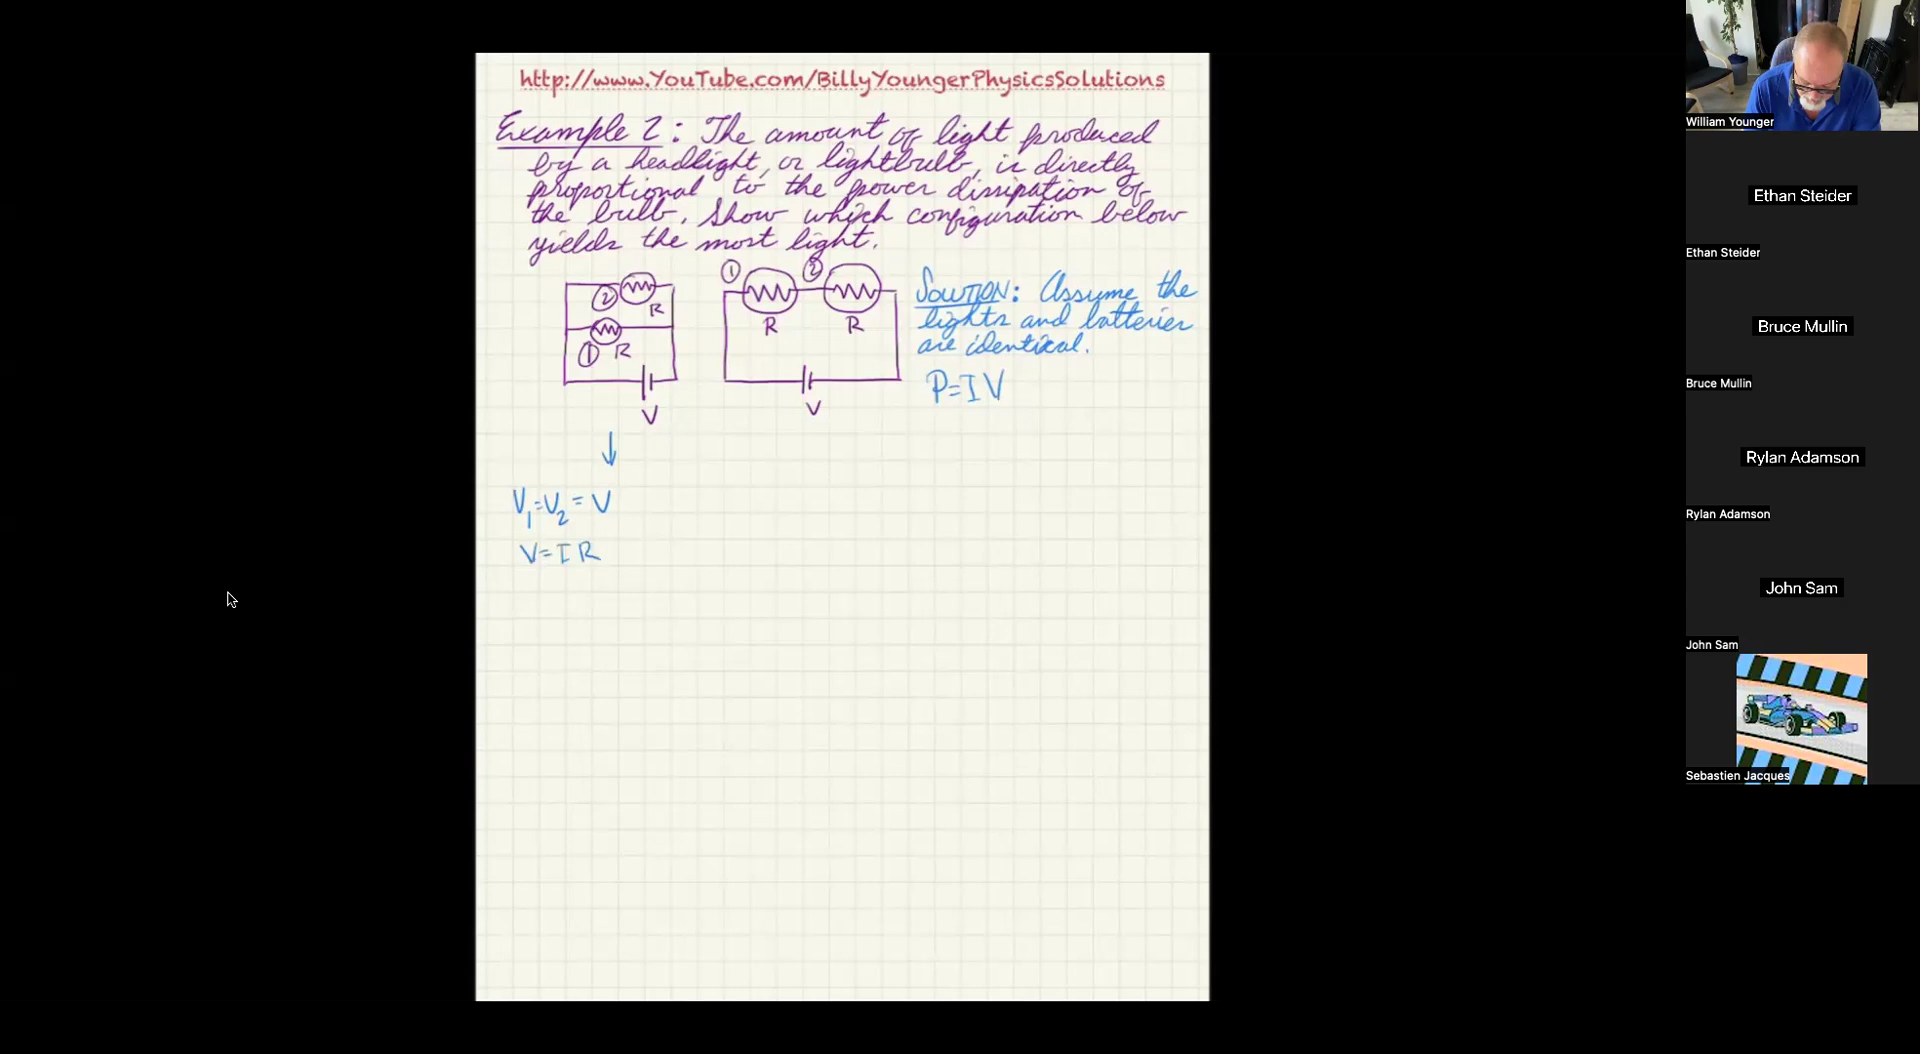 http://www.YouTube.com/BillyYoungerPhysicsSolutions
Example 2: The amount of light produced
by a headlight, or lightbulb, is directly
proportional to the power dissipation of
the bulb. Show which configuration below
yields the most light.
② R
① R
V
① ②
R R
V
SOLUTION: Assume the
lights and batteries
are identical.
P=IV
V₁=V₂=V
V=IR
William Younger
Ethan Steider
Ethan Steider
Bruce Mullin
Bruce Mullin
Rylan Adamson
Rylan Adamson
John Sam
John Sam
Sebastien Jacques